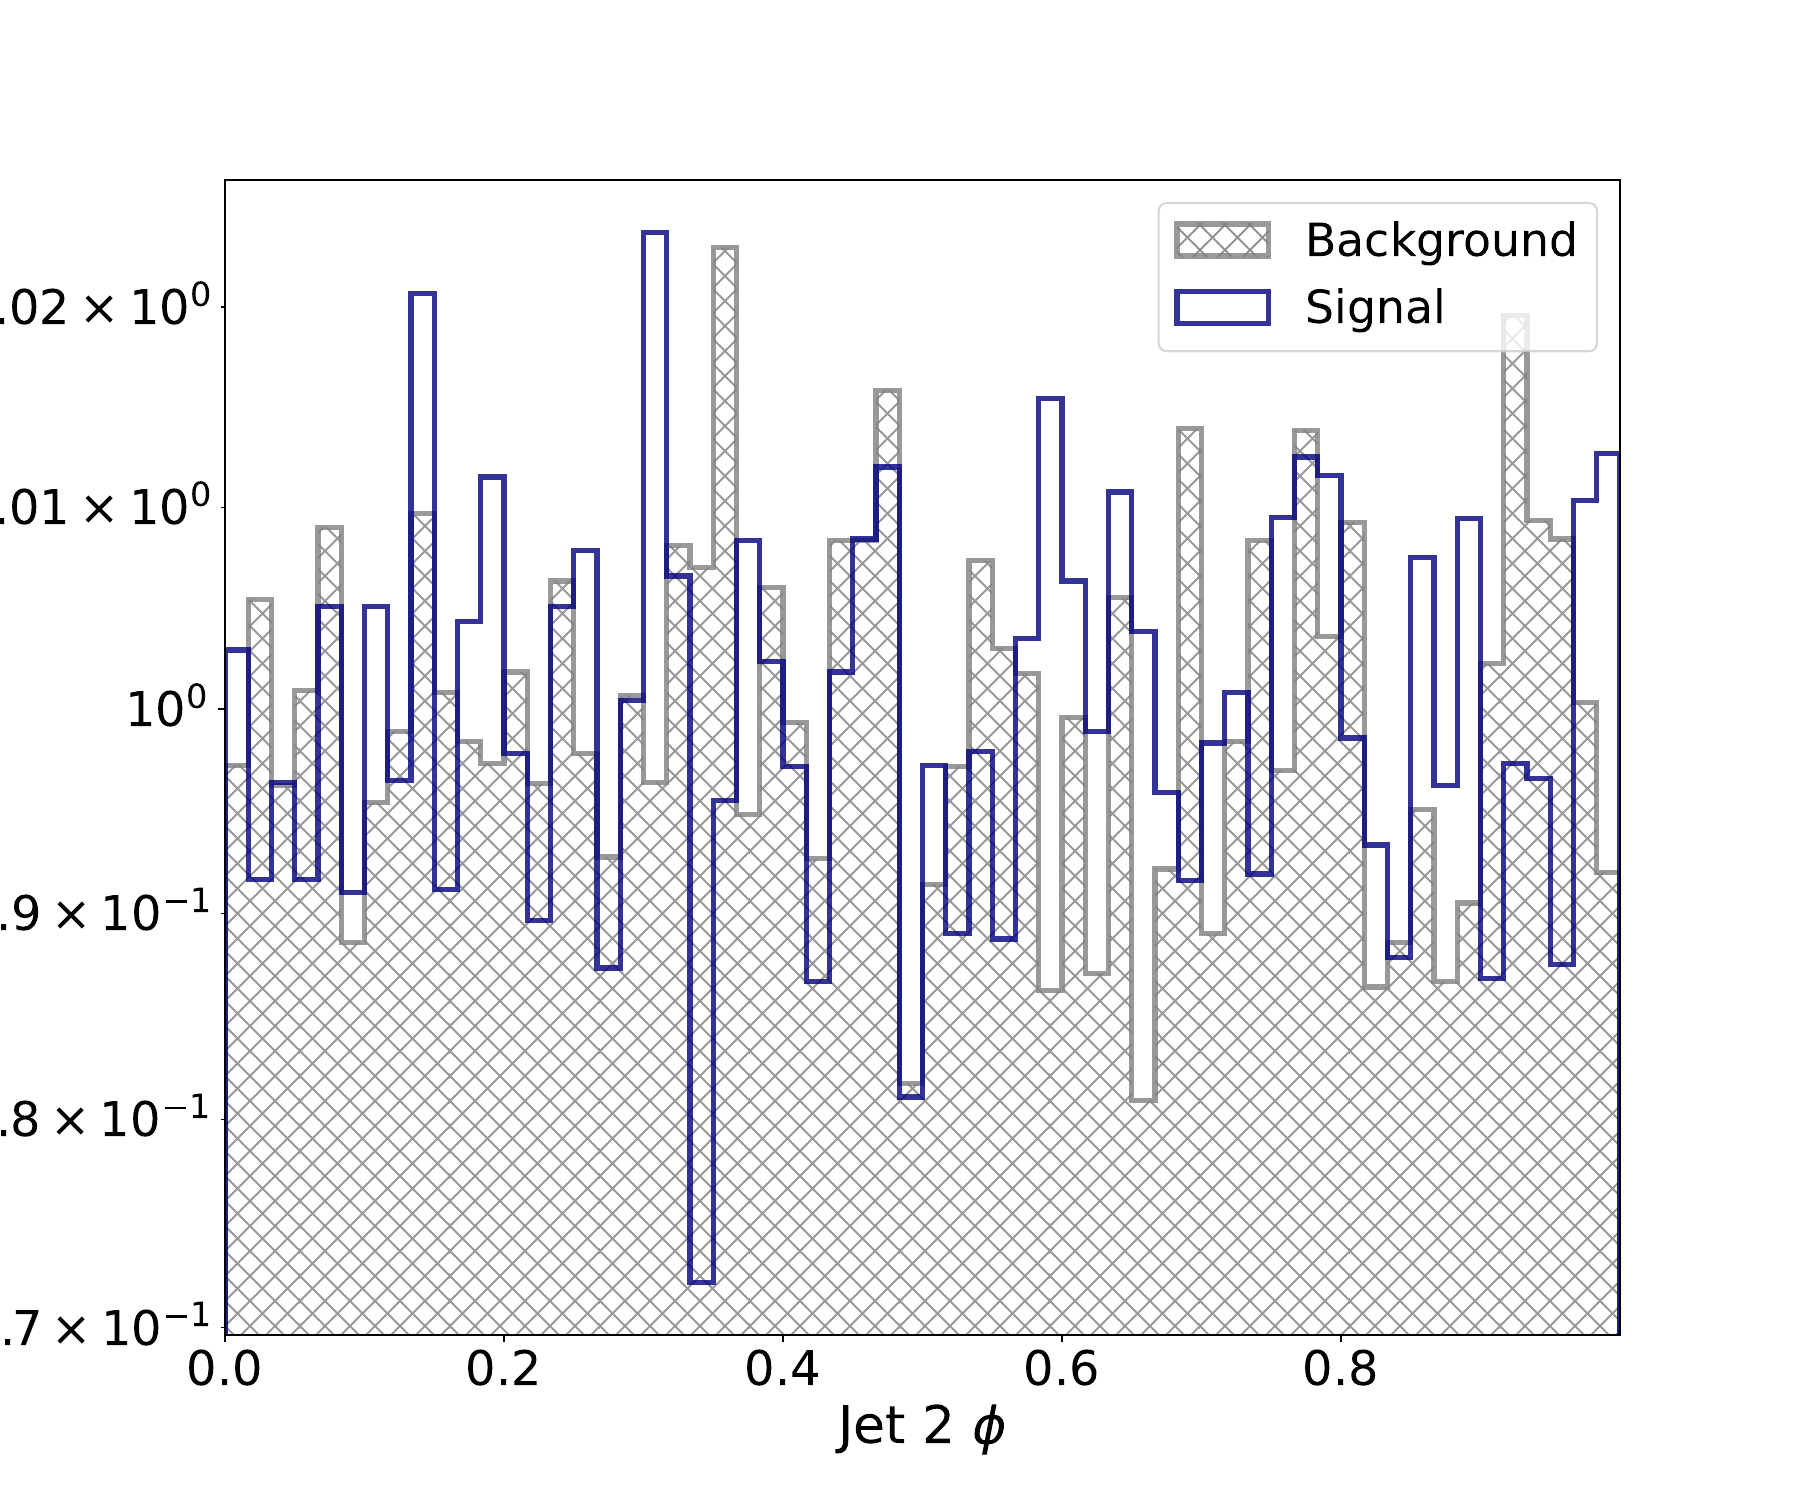 Background
Signal
.02 × 10⁰
.01 × 10⁰
10⁰
.9 × 10⁻¹
.8 × 10⁻¹
.7 × 10⁻¹
0.0 0.2 0.4 0.6 0.8
Jet 2 ϕ